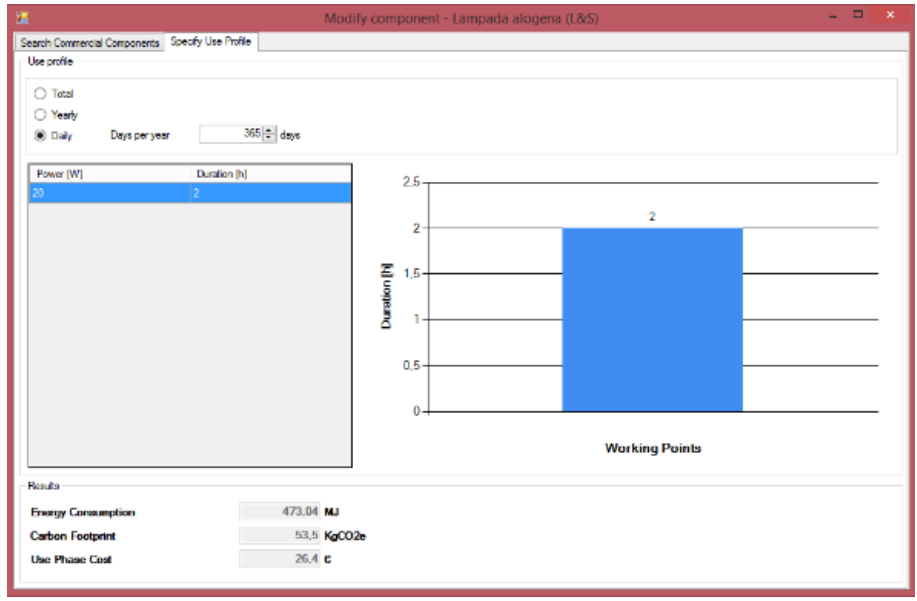 Modify component - Lampada alogena (L&S)
Search Commercial Components Specify Use Profile
Use profile
Total
Yearly
Daily Days per year 365 days
Power [W] Duration [h]
20 2
2,5
2
2
1,5
1
0,5
0
Duration [h]
Working Points
Results
Energy Consumption 473.04 MJ
Carbon Footprint 53,5 KgCO2e
Use Phase Cost 26.4 €